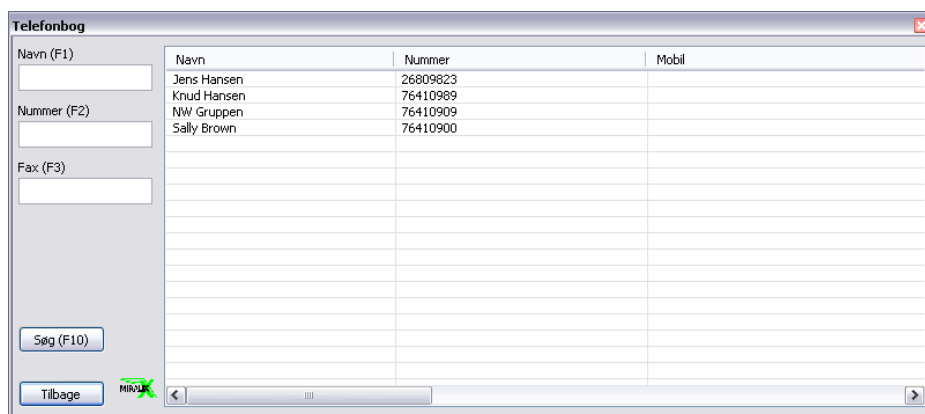 Telefonbog
Navn (F1)
Nummer (F2)
Fax (F3)
Søg (F10)
Tilbage
MIRALIX
Navn Nummer Mobil
Jens Hansen 26809823
Knud Hansen 76410989
NW Gruppen 76410909
Sally Brown 76410900